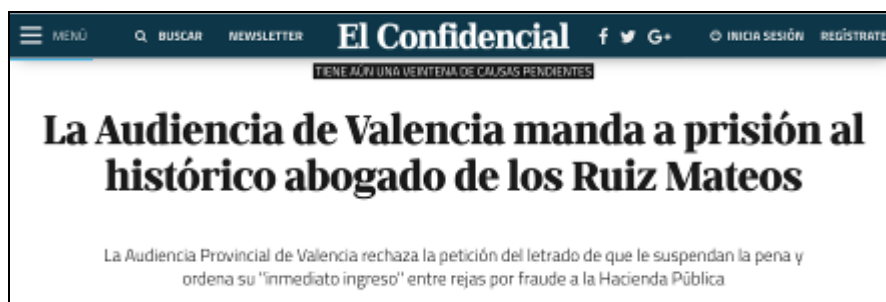 MENÚ BUSCAR NEWSLETTER El Confidencial f G+ INICIA SESIÓN REGÍSTRATE
TIENE AÚN UNA VEINTENA DE CAUSAS PENDIENTES
La Audiencia de Valencia manda a prisión al
histórico abogado de los Ruiz Mateos
La Audiencia Provincial de Valencia rechaza la petición del letrado de que le suspendan la pena y
ordena su "inmediato ingreso" entre rejas por fraude a la Hacienda Pública